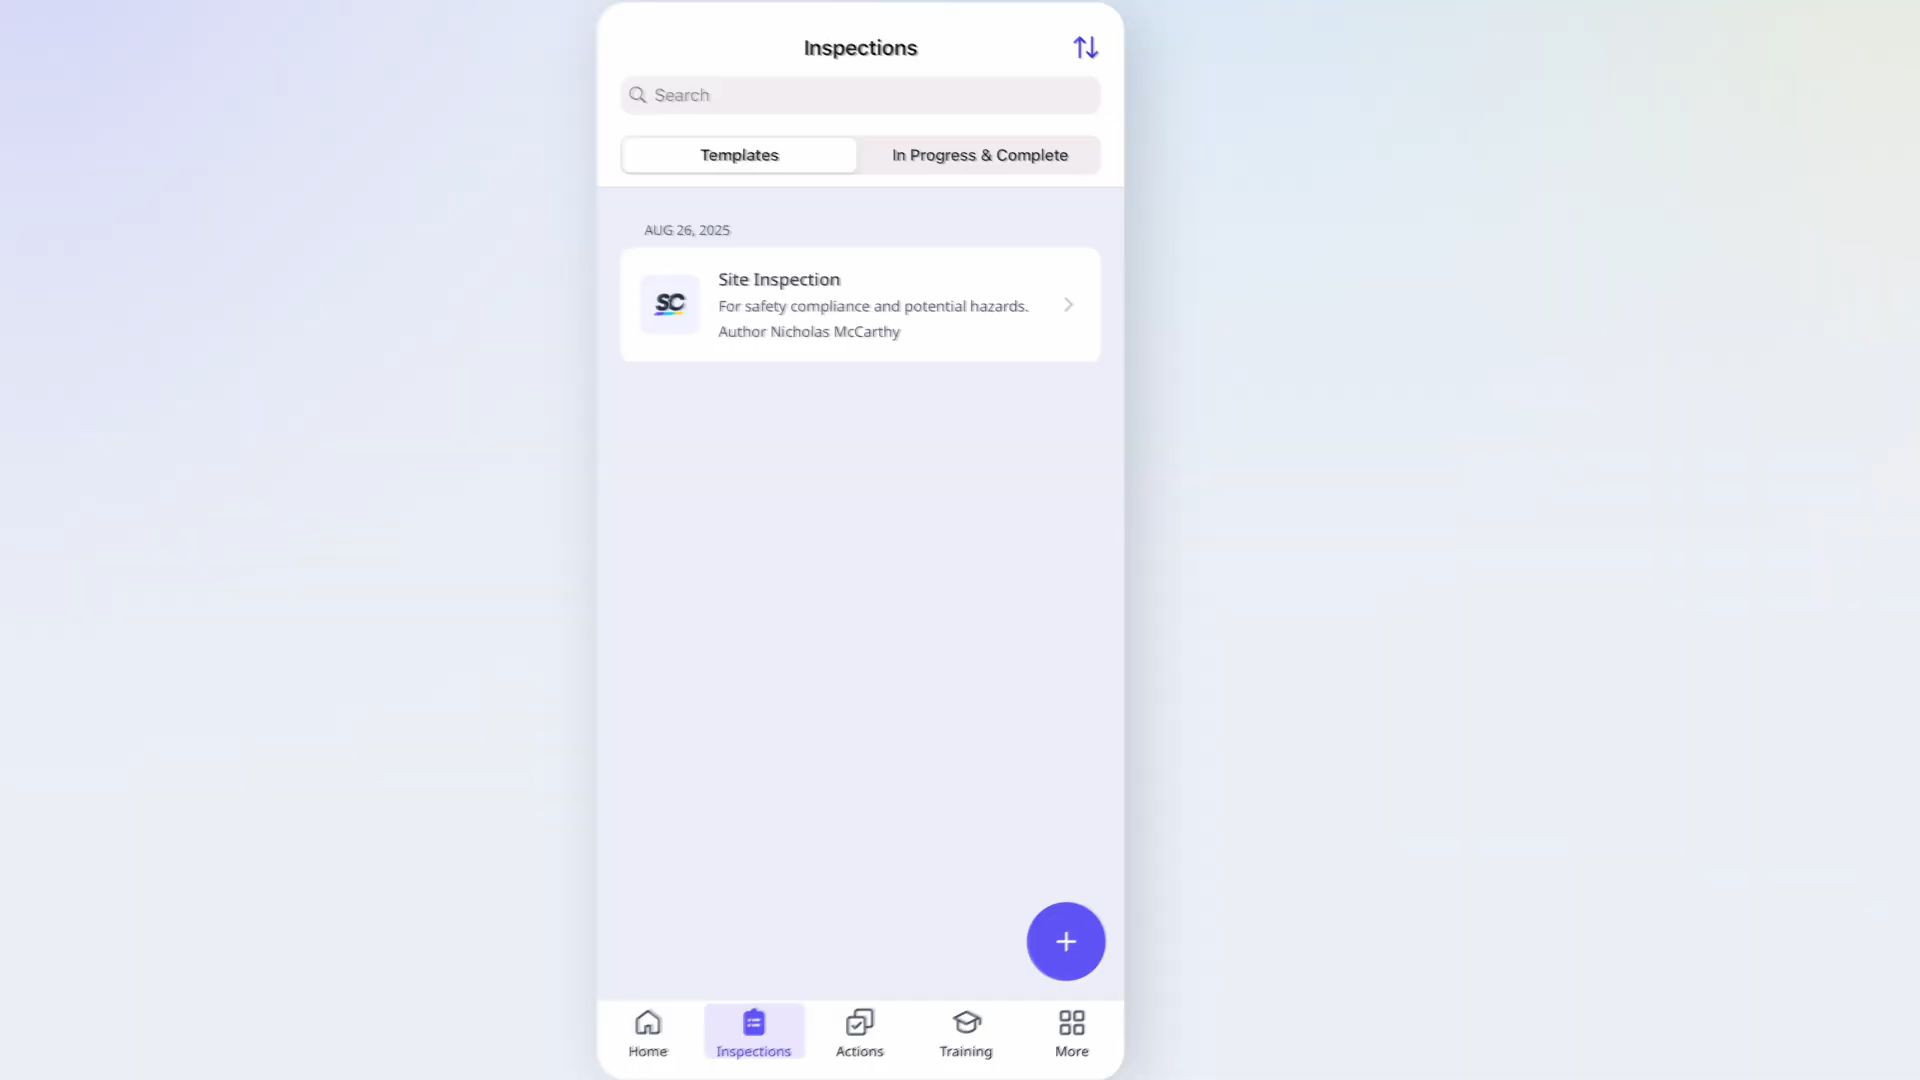 Inspections
Search
Templates
In Progress & Complete
AUG 26, 2025
SC
Site Inspection
For safety compliance and potential hazards.
Author Nicholas McCarthy
+
Home
Inspections
Actions
Training
More